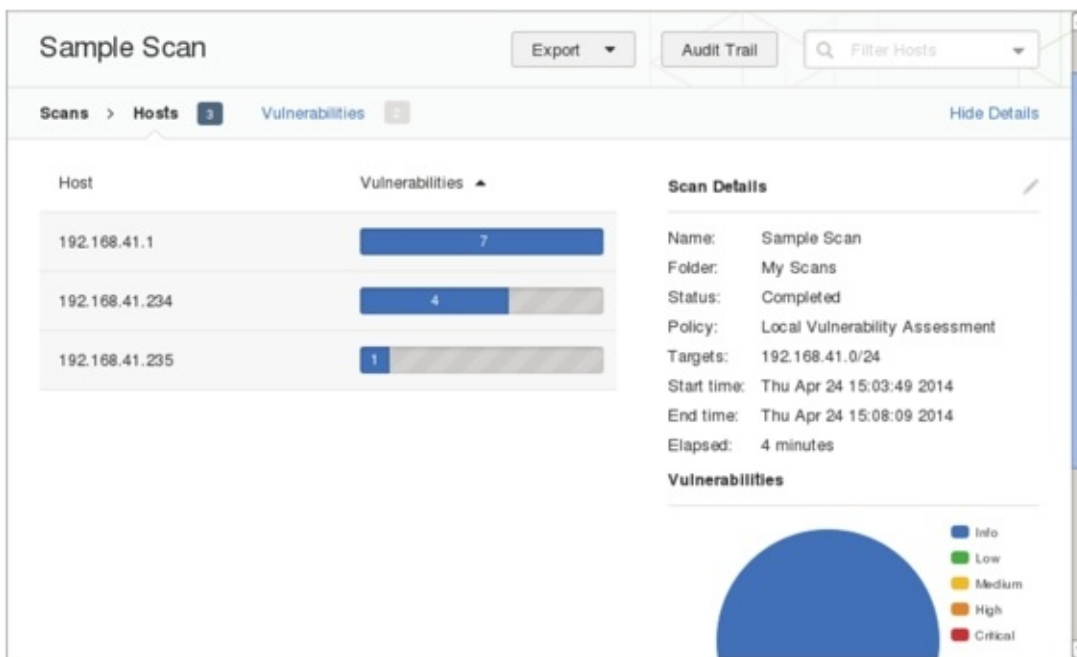 Sample Scan
Export
Audit Trail
Filter Hosts
Scans > Hosts 3 Vulnerabilities 2
Hide Details
Host Vulnerabilities
192.168.41.1 7
192.168.41.234 4
192.168.41.235 1
Scan Details
Name: Sample Scan
Folder: My Scans
Status: Completed
Policy: Local Vulnerability Assessment
Targets: 192.168.41.0/24
Start time: Thu Apr 24 15:03:49 2014
End time: Thu Apr 24 15:08:09 2014
Elapsed: 4 minutes
Vulnerabilities
Info
Low
Medium
High
Critical